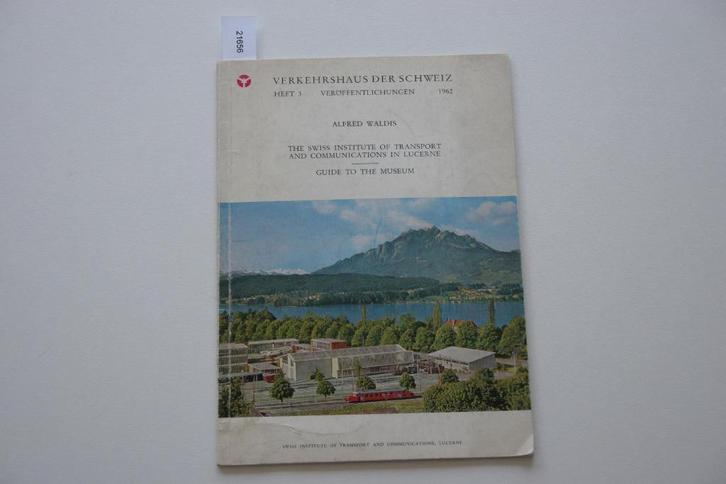 21656
VERKEHRSHAUS DER SCHWEIZ
HEFT 3 VERÖFFENTLICHUNGEN 1962
ALFRED WALDIS
THE SWISS INSTITUTE OF TRANSPORT
AND COMMUNICATIONS IN LUCERNE
GUIDE TO THE MUSEUM
SWISS INSTITUTE OF TRANSPORT AND COMMUNICATIONS, LUCERNE